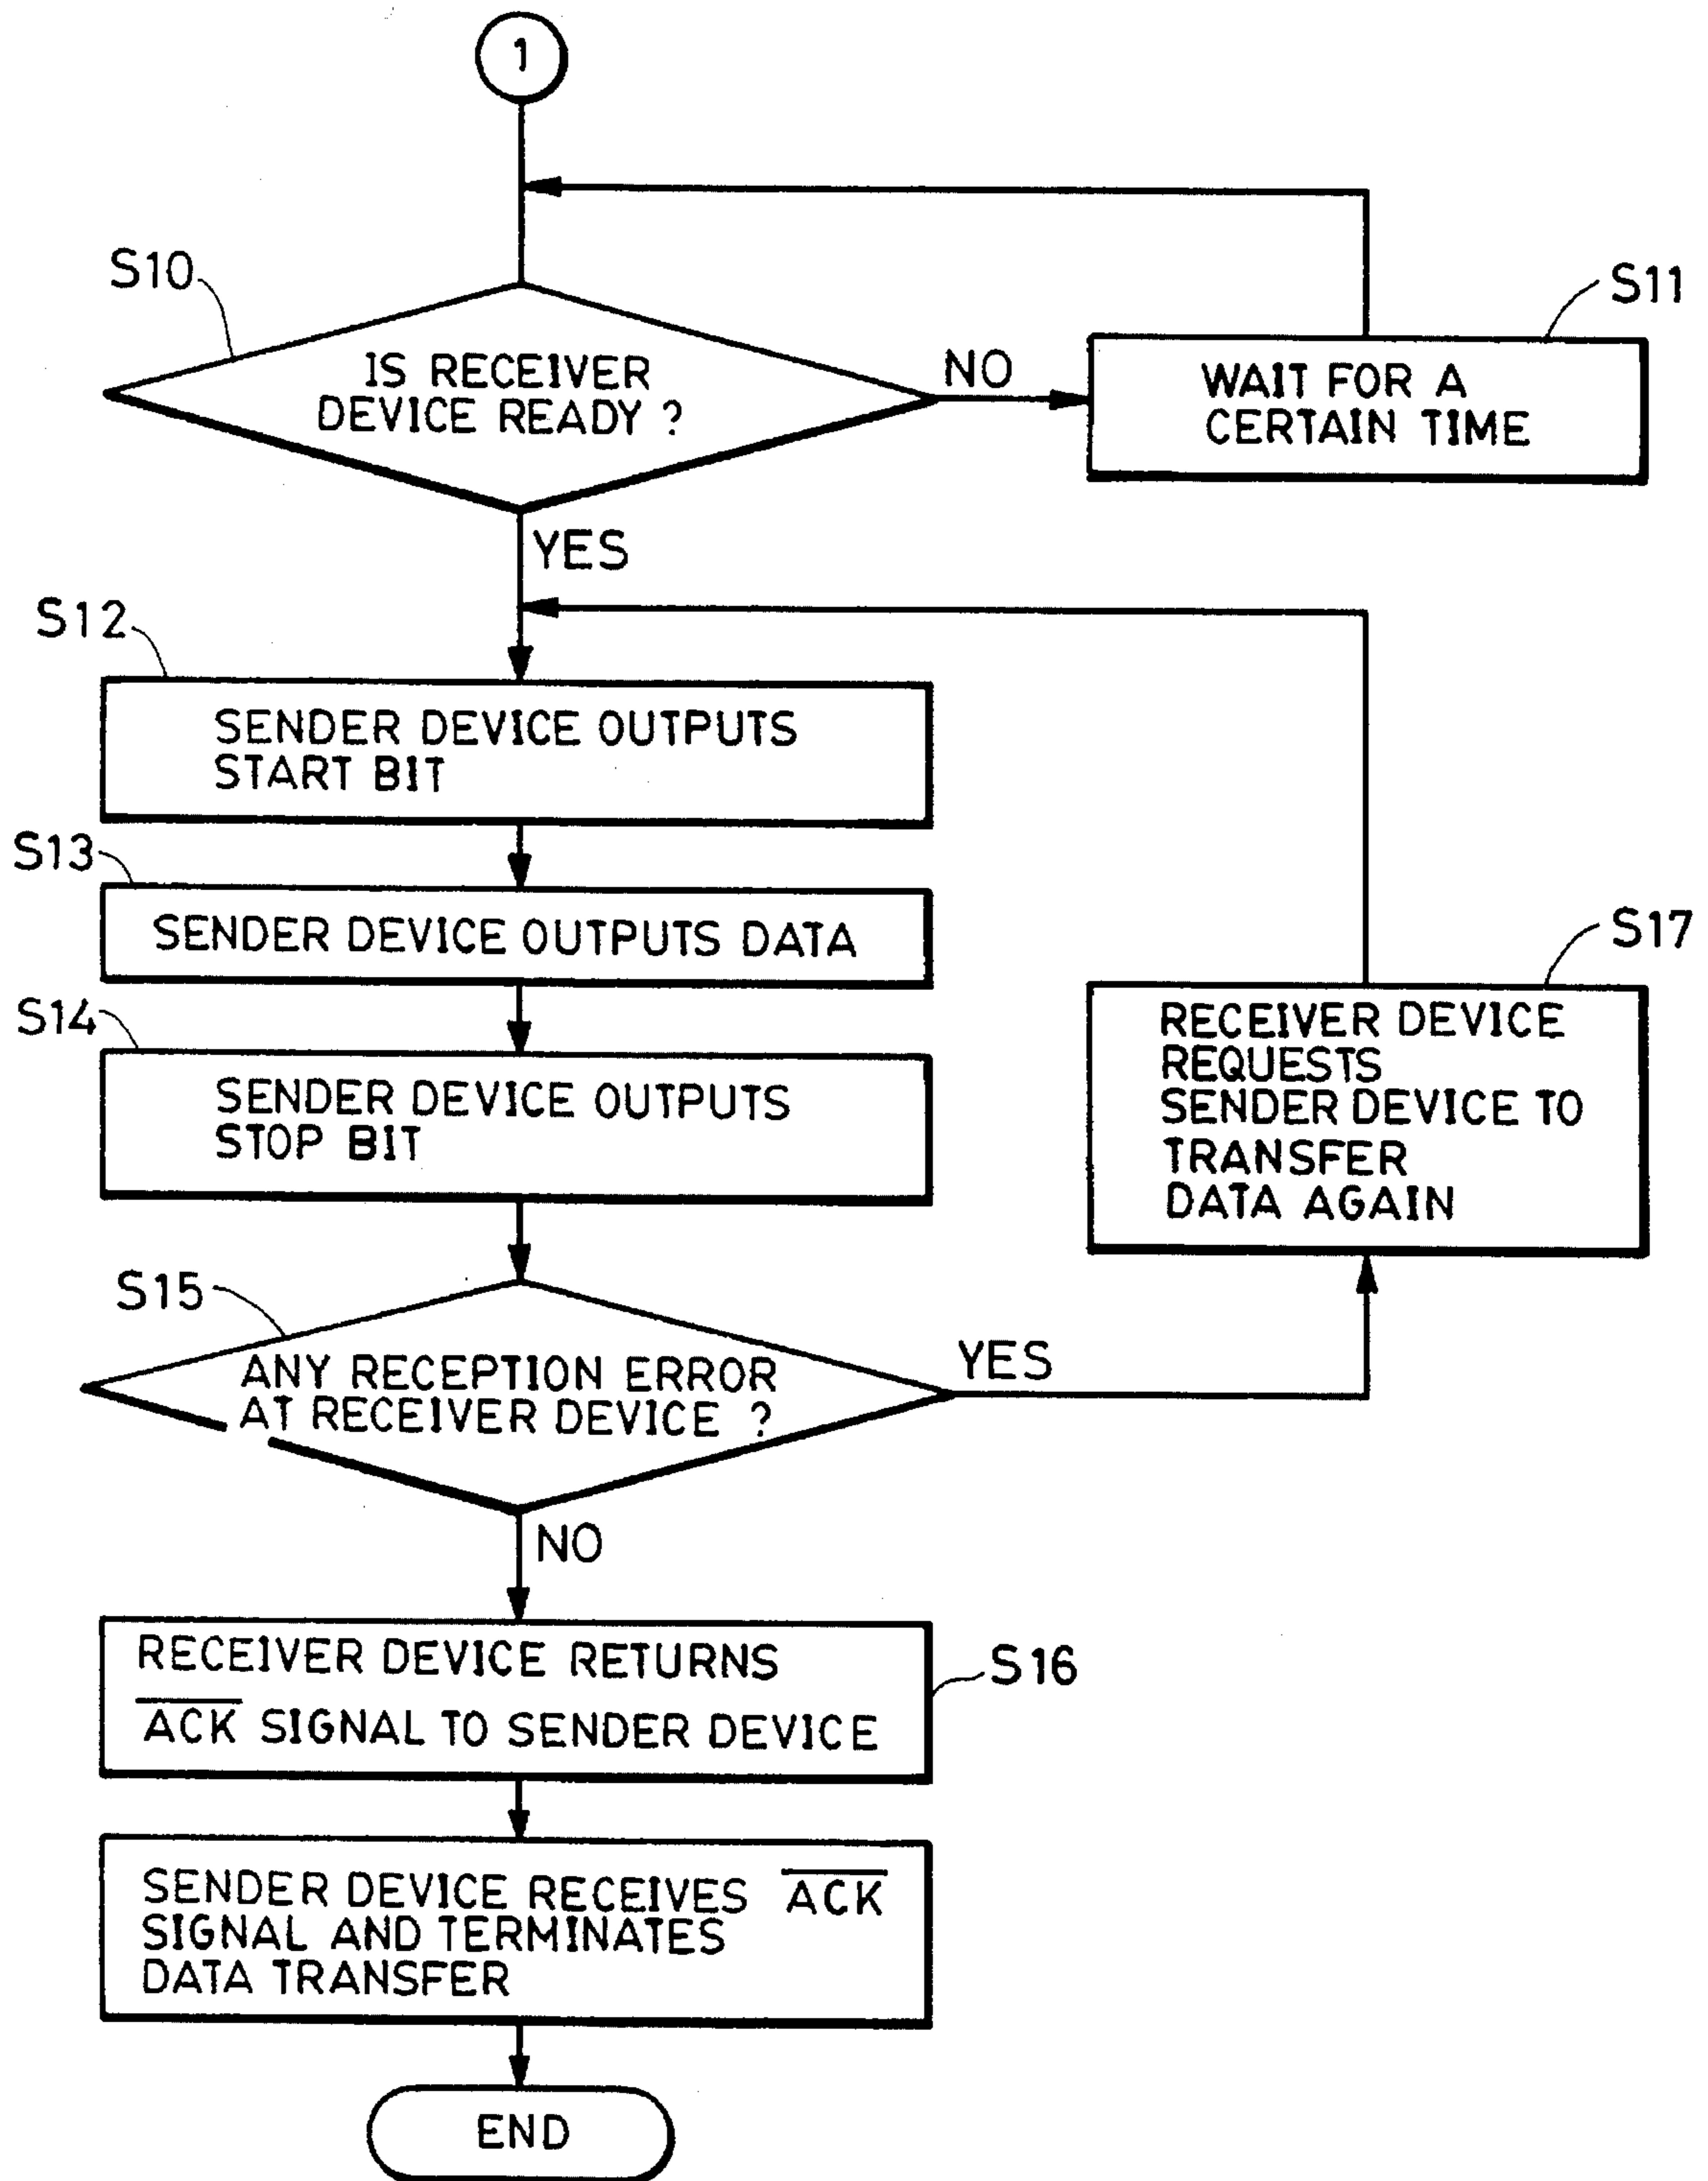 1
S10
IS RECEIVER
DEVICE READY ?
NO
S11
WAIT FOR A
CERTAIN TIME
YES
S12
SENDER DEVICE OUTPUTS
START BIT
S13
SENDER DEVICE OUTPUTS DATA
S14
SENDER DEVICE OUTPUTS
STOP BIT
S17
RECEIVER DEVICE
REQUESTS
SENDER DEVICE TO
TRANSFER
DATA AGAIN
S15
ANY RECEPTION ERROR
AT RECEIVER DEVICE ?
YES
NO
RECEIVER DEVICE RETURNS
A̅C̅K̅ SIGNAL TO SENDER DEVICE
S16
SENDER DEVICE RECEIVES A̅C̅K̅
SIGNAL AND TERMINATES
DATA TRANSFER
END